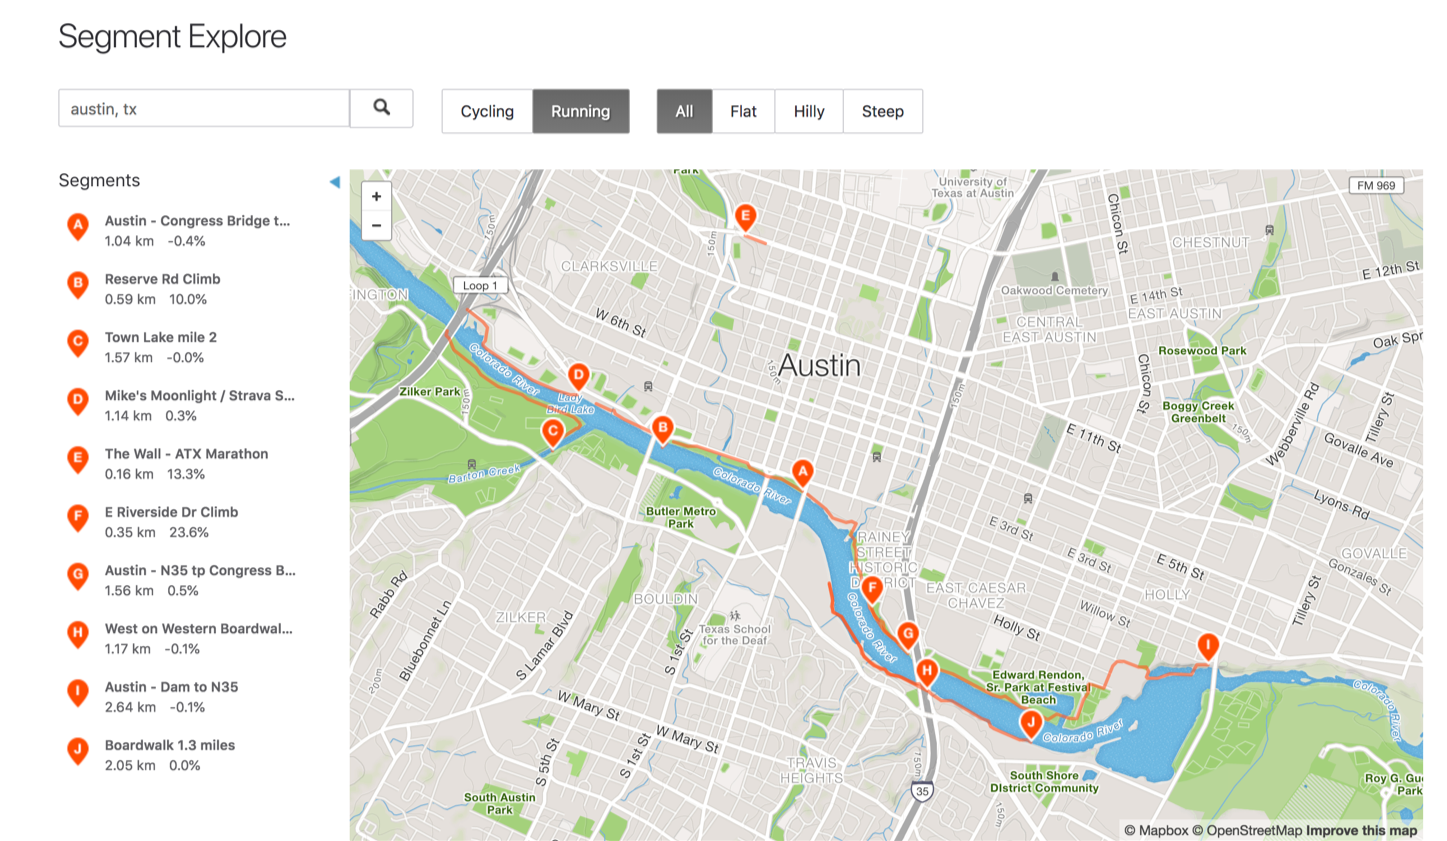 Segment Explore
austin, tx
Cycling
Running
All
Flat
Hilly
Steep
Segments
A
Austin - Congress Bridge t...
1.04 km -0.4%
B
Reserve Rd Climb
0.59 km 10.0%
C
Town Lake mile 2
1.57 km -0.0%
D
Mike's Moonlight / Strava S...
1.14 km 0.3%
E
The Wall - ATX Marathon
0.16 km 13.3%
F
E Riverside Dr Climb
0.35 km 23.6%
G
Austin - N35 tp Congress B...
1.56 km 0.5%
H
West on Western Boardwal...
1.17 km -0.1%
I
Austin - Dam to N35
2.64 km -0.1%
J
Boardwalk 1.3 miles
2.05 km 0.0%
+
−
Park
University of
Texas at Austin
FM 969
E
150m
150m
Chicon St
CHESTNUT
CLARKSVILLE
INGTON
Loop 1
Oakwood Cemetery
E 12th St
E 14th St
EAST AUSTIN
W 6th St
CENTRAL
EAST AUSTIN
Oak Spr
Rosewood Park
Austin
150m
Colorado River
Zilker Park
150m
D
Lady
Bird Lake
150m
Chicon St
Boggy Creek
Greenbelt
150m
Webberville Rd
Tillery St
C
B
E 11th St
Govalle Ave
Barton Creek
Colorado River
A
Lyons Rd
Butler Metro
Park
E 3rd St
RAINEY
STREET
HISTORIC
DISTRICT
E 3rd St
E 5th St
GOVALLE
Gonzales St
Rabb Rd
BOULDIN
F
EAST CAESAR
CHAVEZ
HOLLY
Tillery St
ZILKER
Bluebonnet Ln
S Lamar Blvd
Texas School
for the Deaf
S 1st St
Colorado River
Willow St
Holly St
G
I
H
200m
Edward Rendon,
Sr. Park at Festival
Beach
Colorado River
W Mary St
J
Colorado River
W Mary St
S 5th St
S 1st St
TRAVIS
HEIGHTS
150m
South Shore
DIstrict Community
35
150m
South Austin
Park
Roy G. Gu
Park
© Mapbox © OpenStreetMap Improve this map